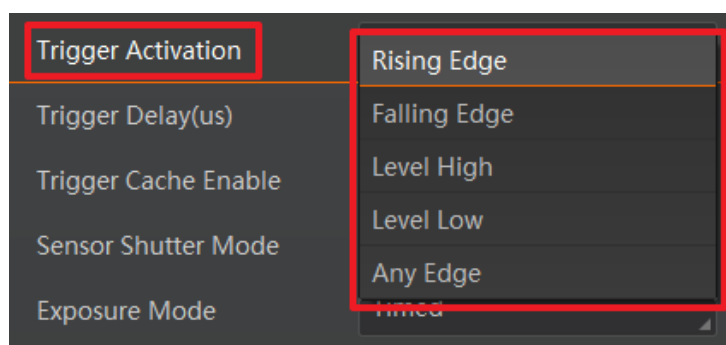 Trigger Activation
Rising Edge
Trigger Delay(us)
Falling Edge
Trigger Cache Enable
Level High
Level Low
Sensor Shutter Mode
Any Edge
Exposure Mode
Timed